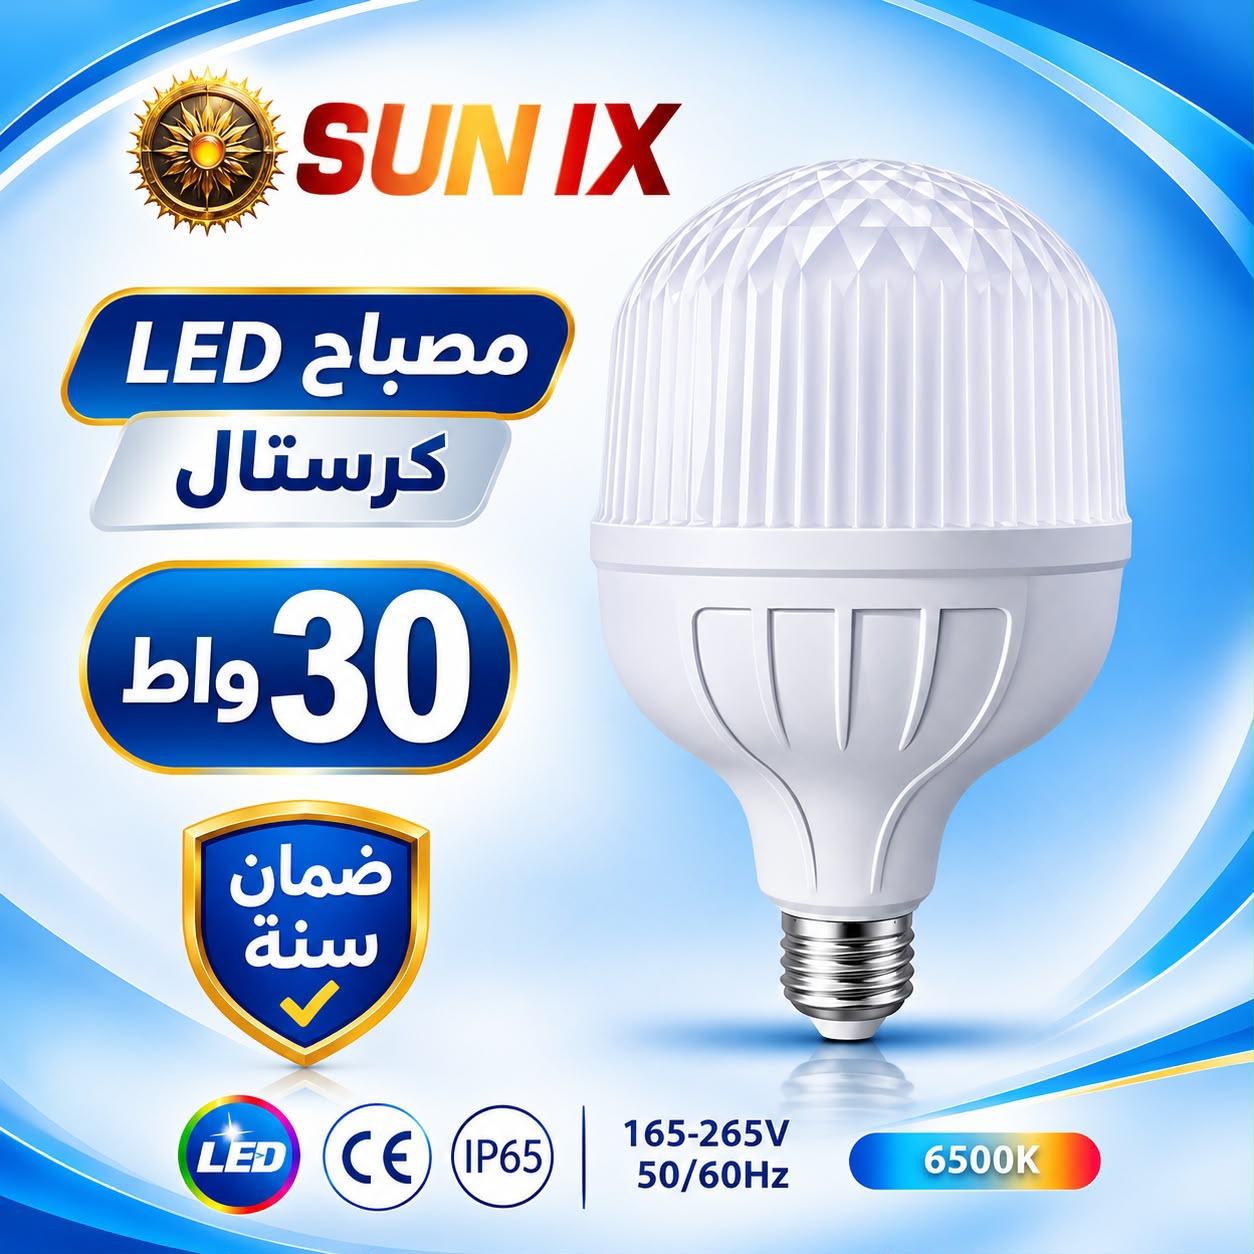 SUN IX
مصباح LED
كرستال
30 واط
ضمان
سنة
LED
CE
IP65
165-265V
50/60Hz
6500K